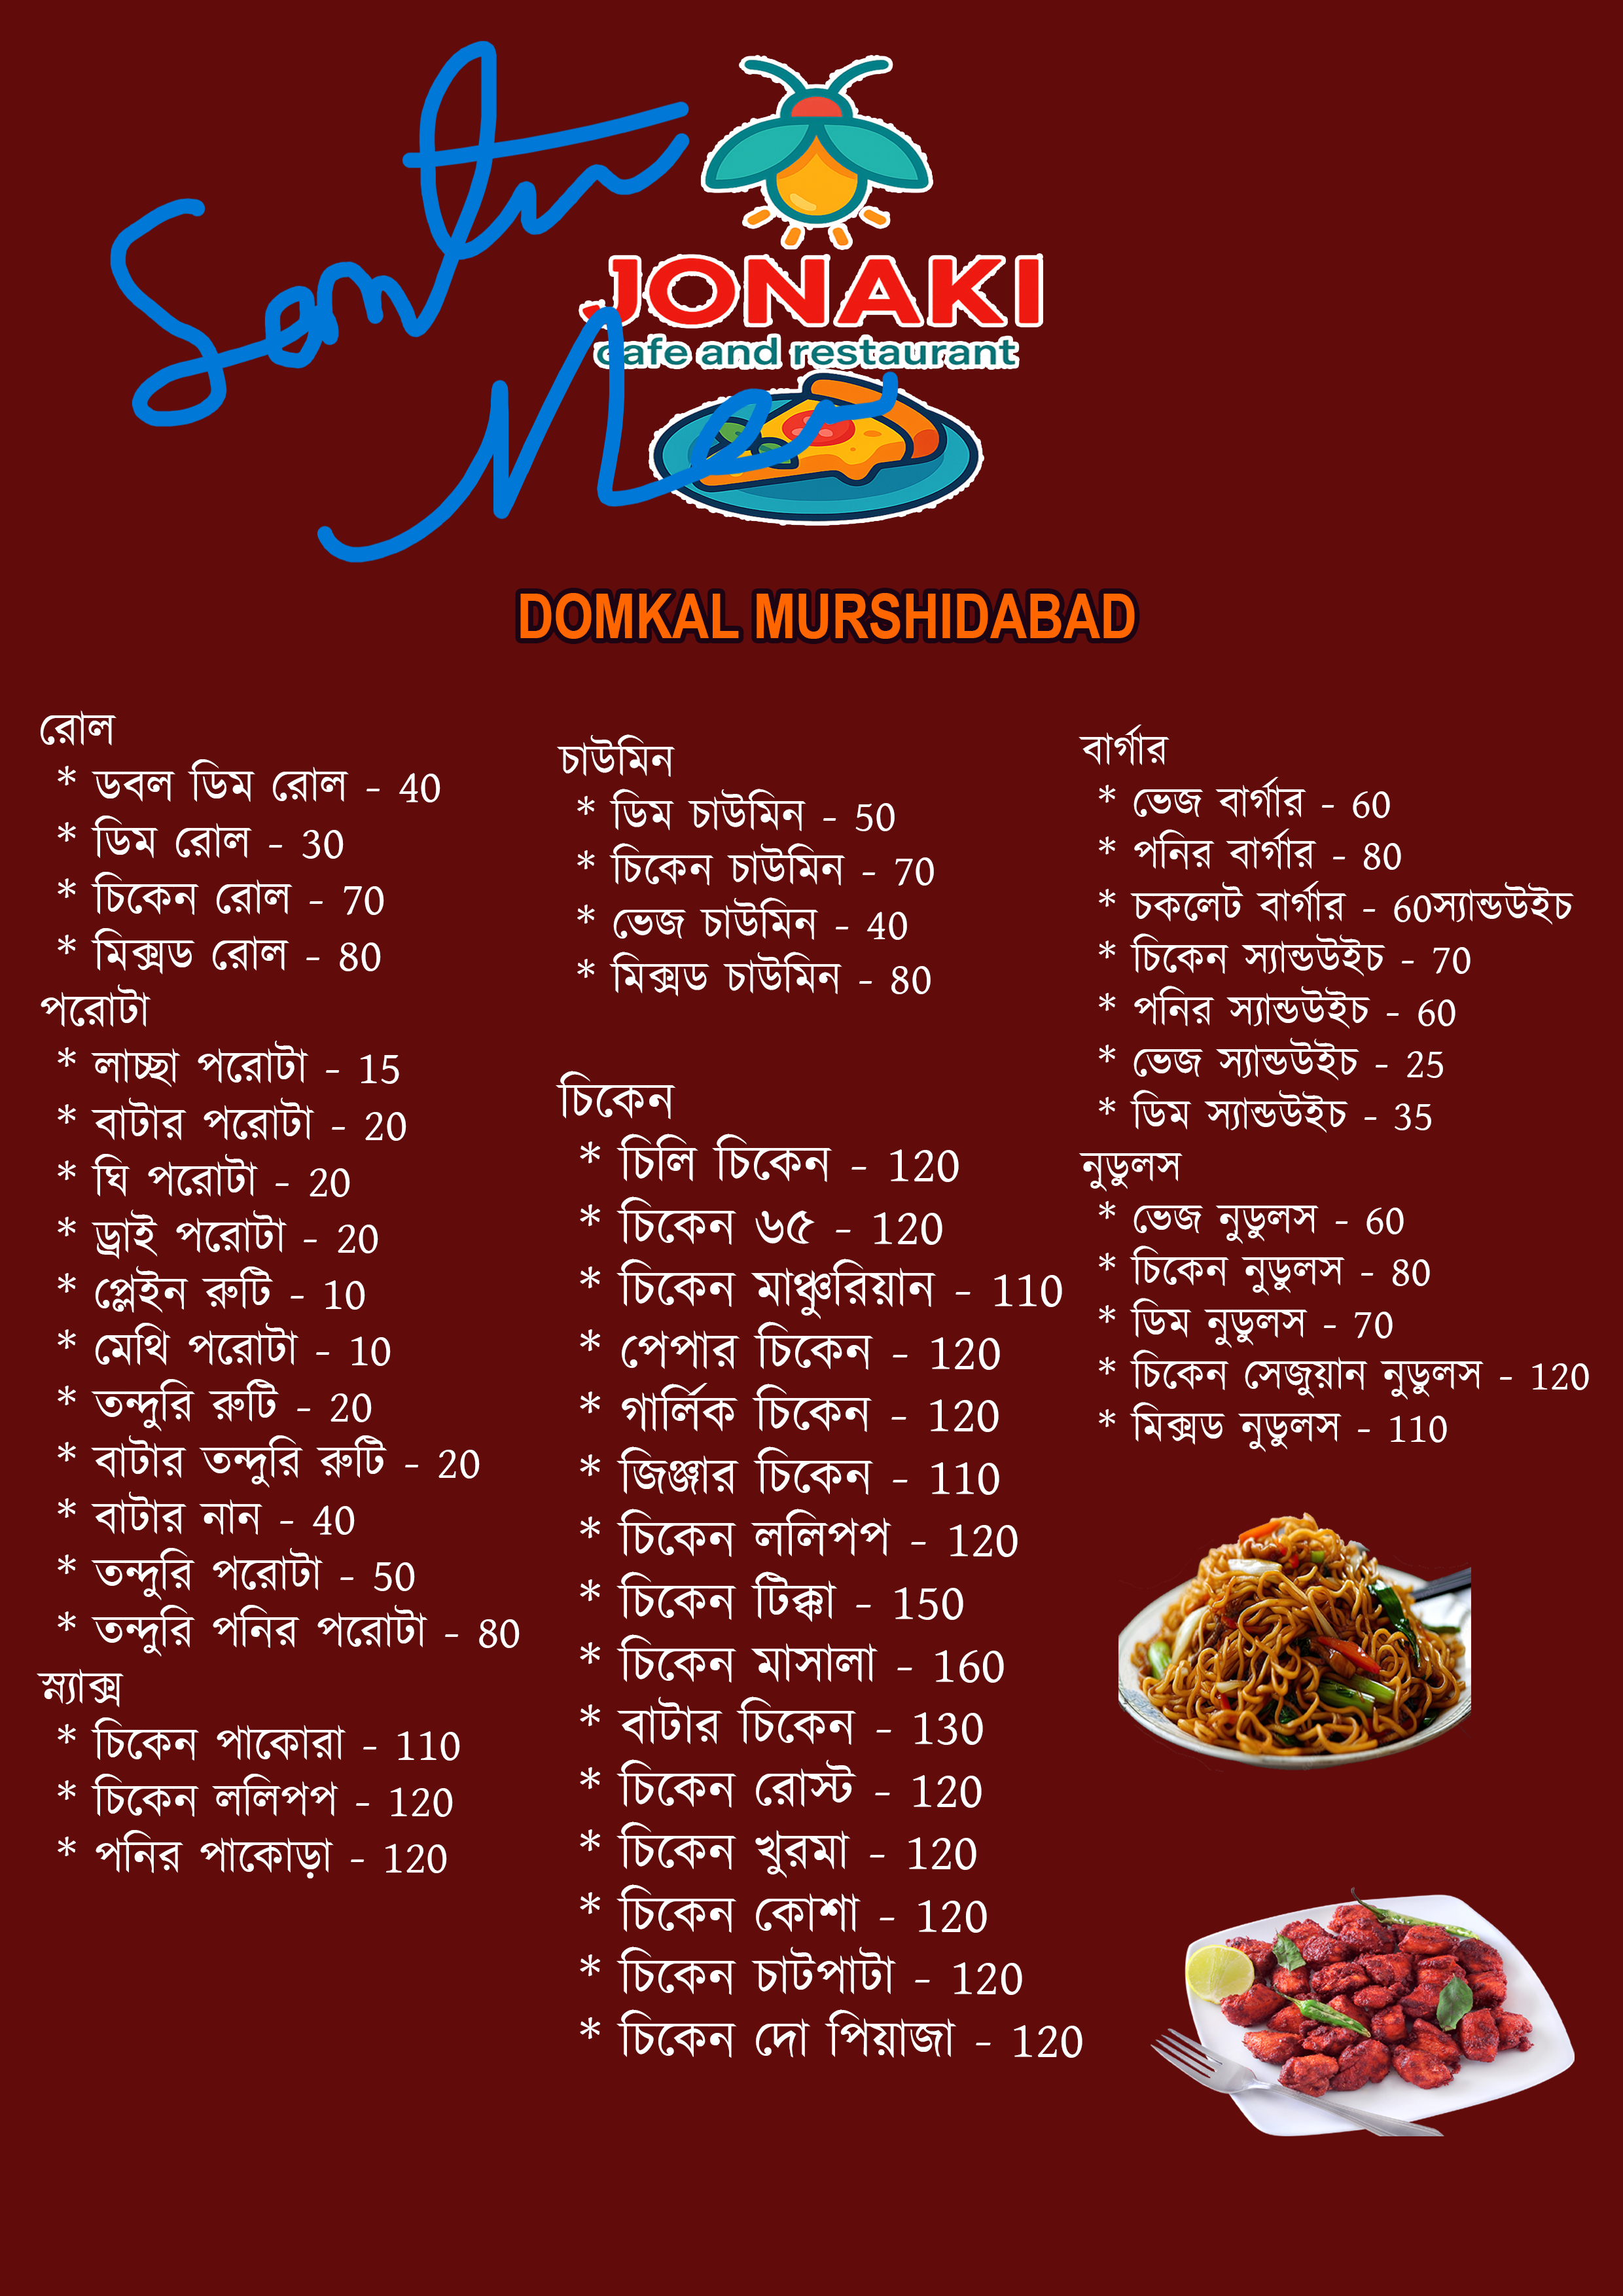 Santu
JONAKI
cafe and restaurant
DOMKAL MURSHIDABAD
রোল
* ডবল ডিম রোল - 40
* ডিম রোল - 30
* চিকেন রোল - 70
* মিক্সড রোল - 80
পরোটা
* লাচ্ছা পরোটা - 15
* বাটার পরোটা - 20
* ঘি পরোটা - 20
* ড্রাই পরোটা - 20
* প্লেইন রুটি - 10
* মেথি পরোটা - 10
* তন্দুরি রুটি - 20
* বাটার তন্দুরি রুটি - 20
* বাটার নান - 40
* তন্দুরি পরোটা - 50
* তন্দুরি পনির পরোটা - 80
স্ন্যাক্স
* চিকেন পাকোরা - 110
* চিকেন ললিপপ - 120
* পনির পাকোড়া - 120
চাউমিন
* ডিম চাউমিন - 50
* চিকেন চাউমিন - 70
* ভেজ চাউমিন - 40
* মিক্সড চাউমিন - 80
চিকেন
* চিলি চিকেন - 120
* চিকেন ৬৫ - 120
* চিকেন মাঞ্চুরিয়ান - 110
* পেপার চিকেন - 120
* গার্লিক চিকেন - 120
* জিঞ্জার চিকেন - 110
* চিকেন ললিপপ - 120
* চিকেন টিক্কা - 150
* চিকেন মাসালা - 160
* বাটার চিকেন - 130
* চিকেন রোস্ট - 120
* চিকেন খুরমা - 120
* চিকেন কোশা - 120
* চিকেন চাটপাটা - 120
* চিকেন দো পিয়াজা - 120
বার্গার
* ভেজ বার্গার - 60
* পনির বার্গার - 80
* চকলেট বার্গার - 60স্যান্ডউইচ
* চিকেন স্যান্ডউইচ - 70
* পনির স্যান্ডউইচ - 60
* ভেজ স্যান্ডউইচ - 25
* ডিম স্যান্ডউইচ - 35
নুডুলস
* ভেজ নুডুলস - 60
* চিকেন নুডুলস - 80
* ডিম নুডুলস - 70
* চিকেন সেজুয়ান নুডুলস - 120
* মিক্সড নুডুলস - 110